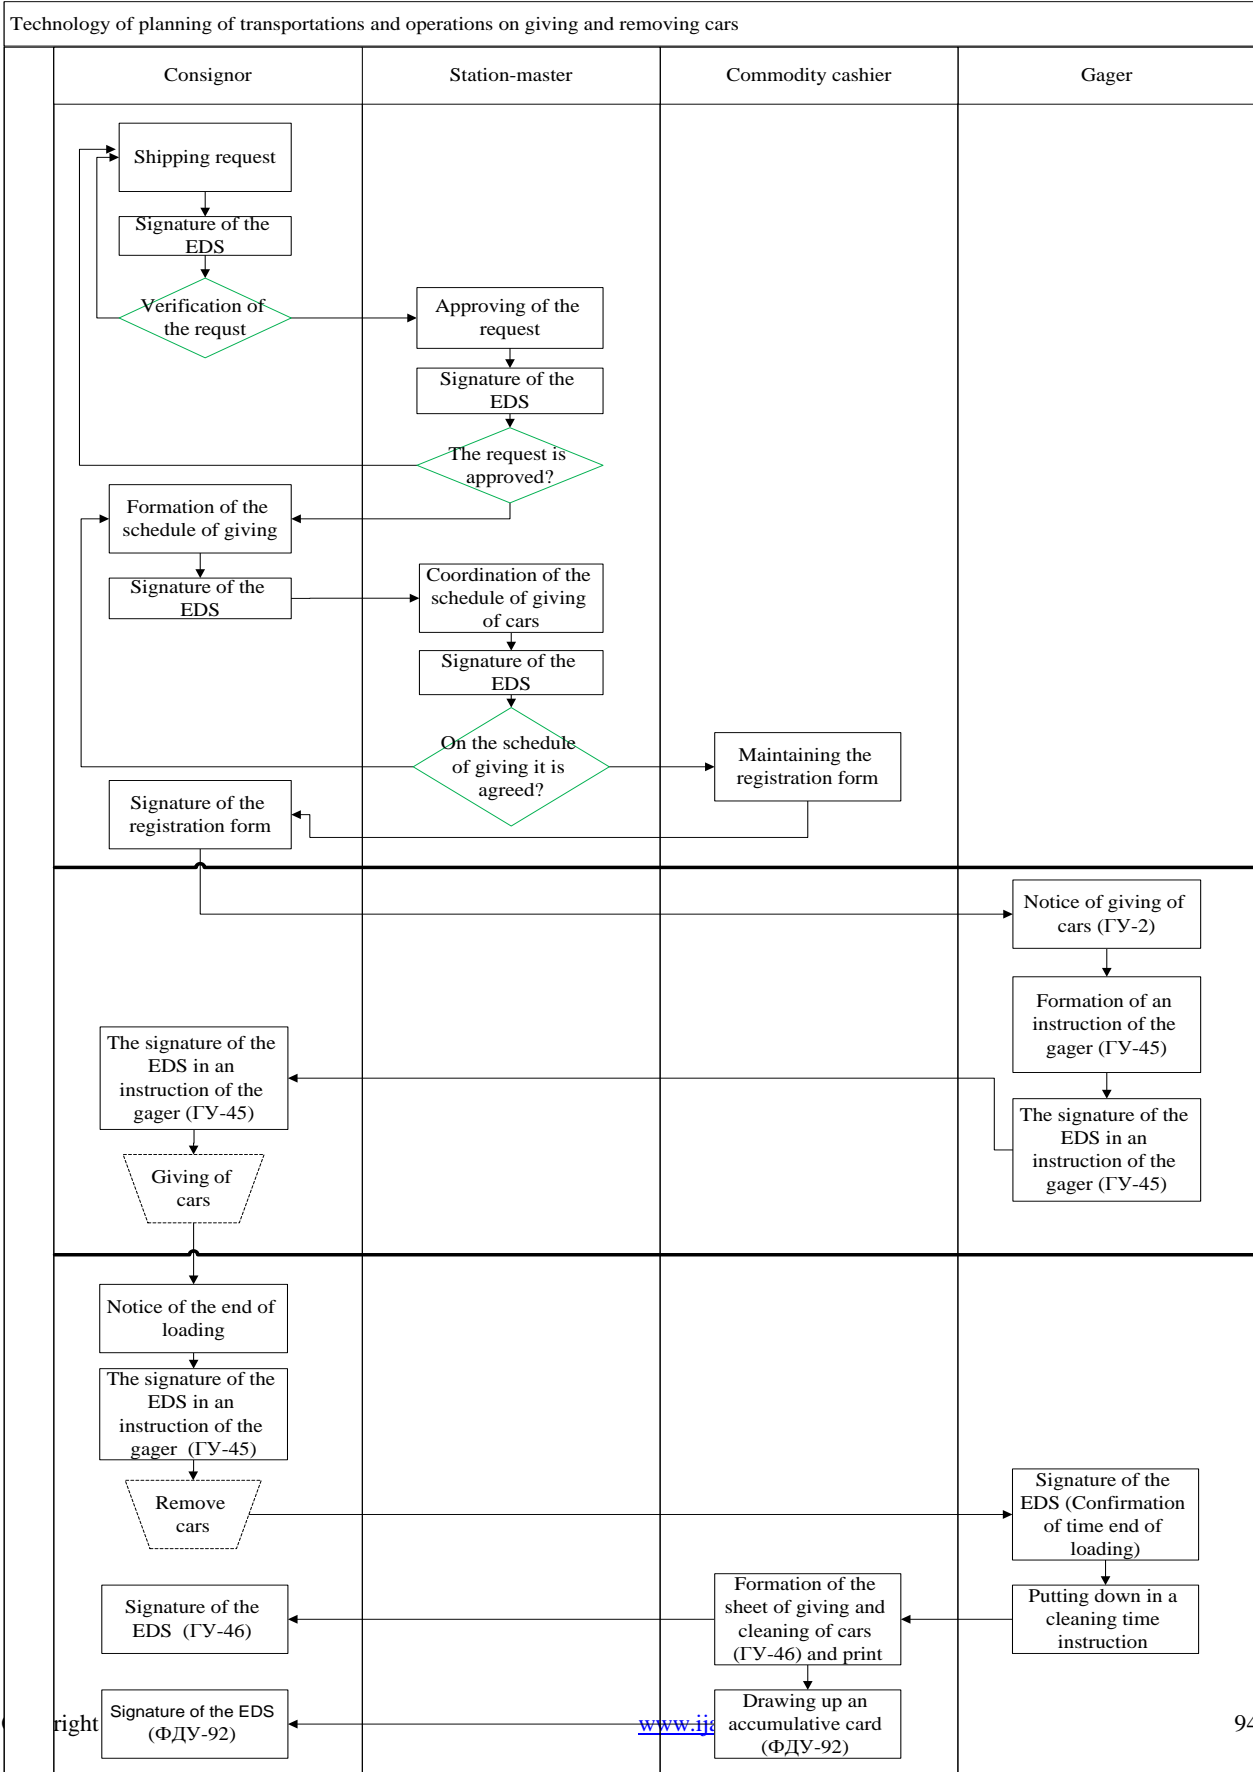 Technology of planning of transportations and operations on giving and removing cars
Consignor
Station-master
Commodity cashier
Gager
Shipping request
Signature of the
EDS
Verification of
the requst
Approving of the
request
Signature of the
EDS
The request is
approved?
Formation of the
schedule of giving
Signature of the
EDS
Coordination of the
schedule of giving
of cars
Signature of the
EDS
On the schedule
of giving it is
agreed?
Maintaining the
registration form
Signature of the
registration form
Notice of giving of
cars (ГУ-2)
Formation of an
instruction of the
gager (ГУ-45)
The signature of the
EDS in an
instruction of the
gager (ГУ-45)
The signature of the
EDS in an
instruction of the
gager (ГУ-45)
Giving of
cars
Notice of the end of
loading
The signature of the
EDS in an
instruction of the
gager (ГУ-45)
Remove
cars
Signature of the
EDS (Confirmation
of time end of
loading)
Putting down in a
cleaning time
instruction
Formation of the
sheet of giving and
cleaning of cars
(ГУ-46) and print
Signature of the
EDS (ГУ-46)
Drawing up an
accumulative card
(ФДУ-92)
Signature of the EDS
(ФДУ-92)
right
www.ija
94